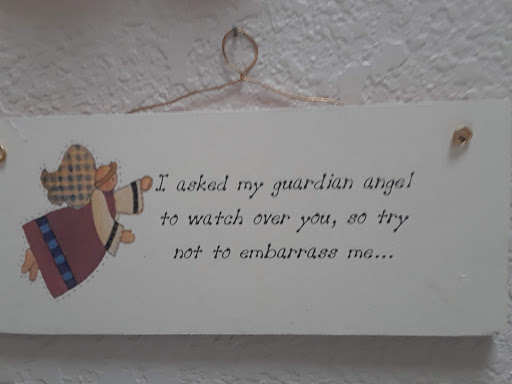 I asked my guardian angel
to watch over you, so try
not to embarrass me...